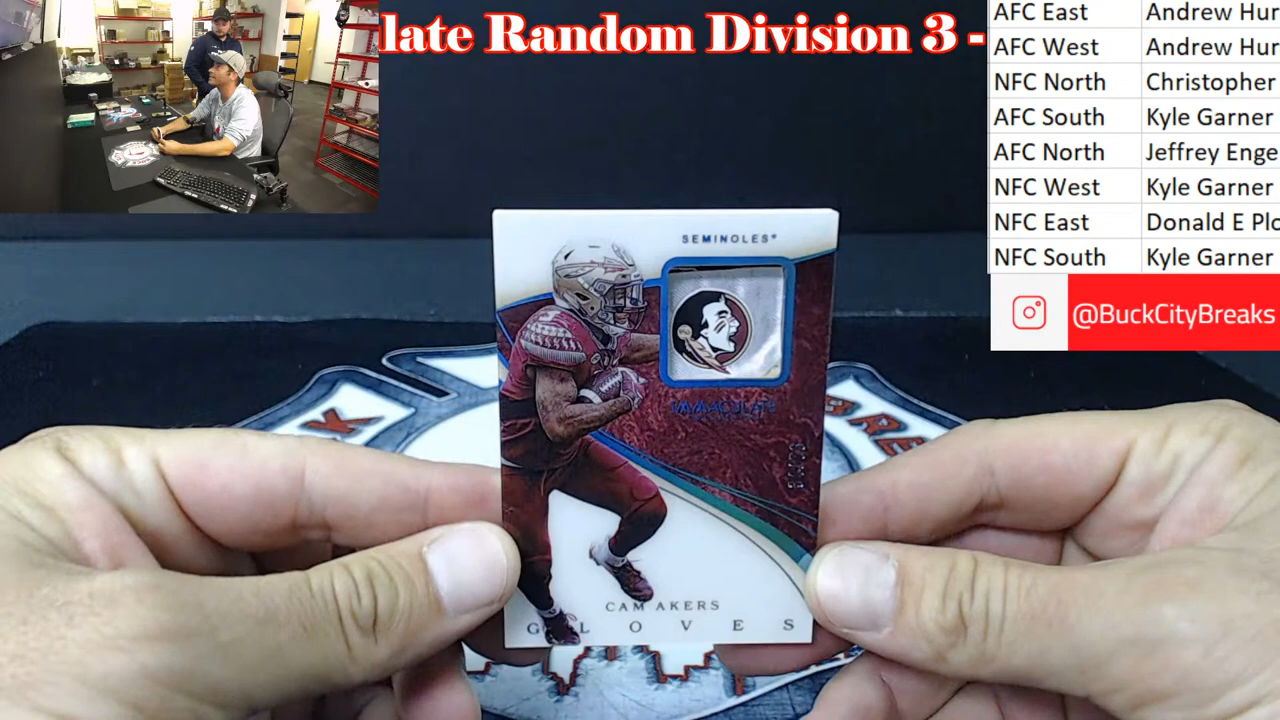 late Random Division 3 -
AFC East Andrew Hur
AFC West Andrew Hur
NFC North Christopher
AFC South Kyle Garner
AFC North Jeffrey Enge
NFC West Kyle Garner
NFC East Donald E Plo
NFC South Kyle Garner
@BuckCityBreaks
SEMINOLES
IMMACULATE
CAM AKERS
GLOVES